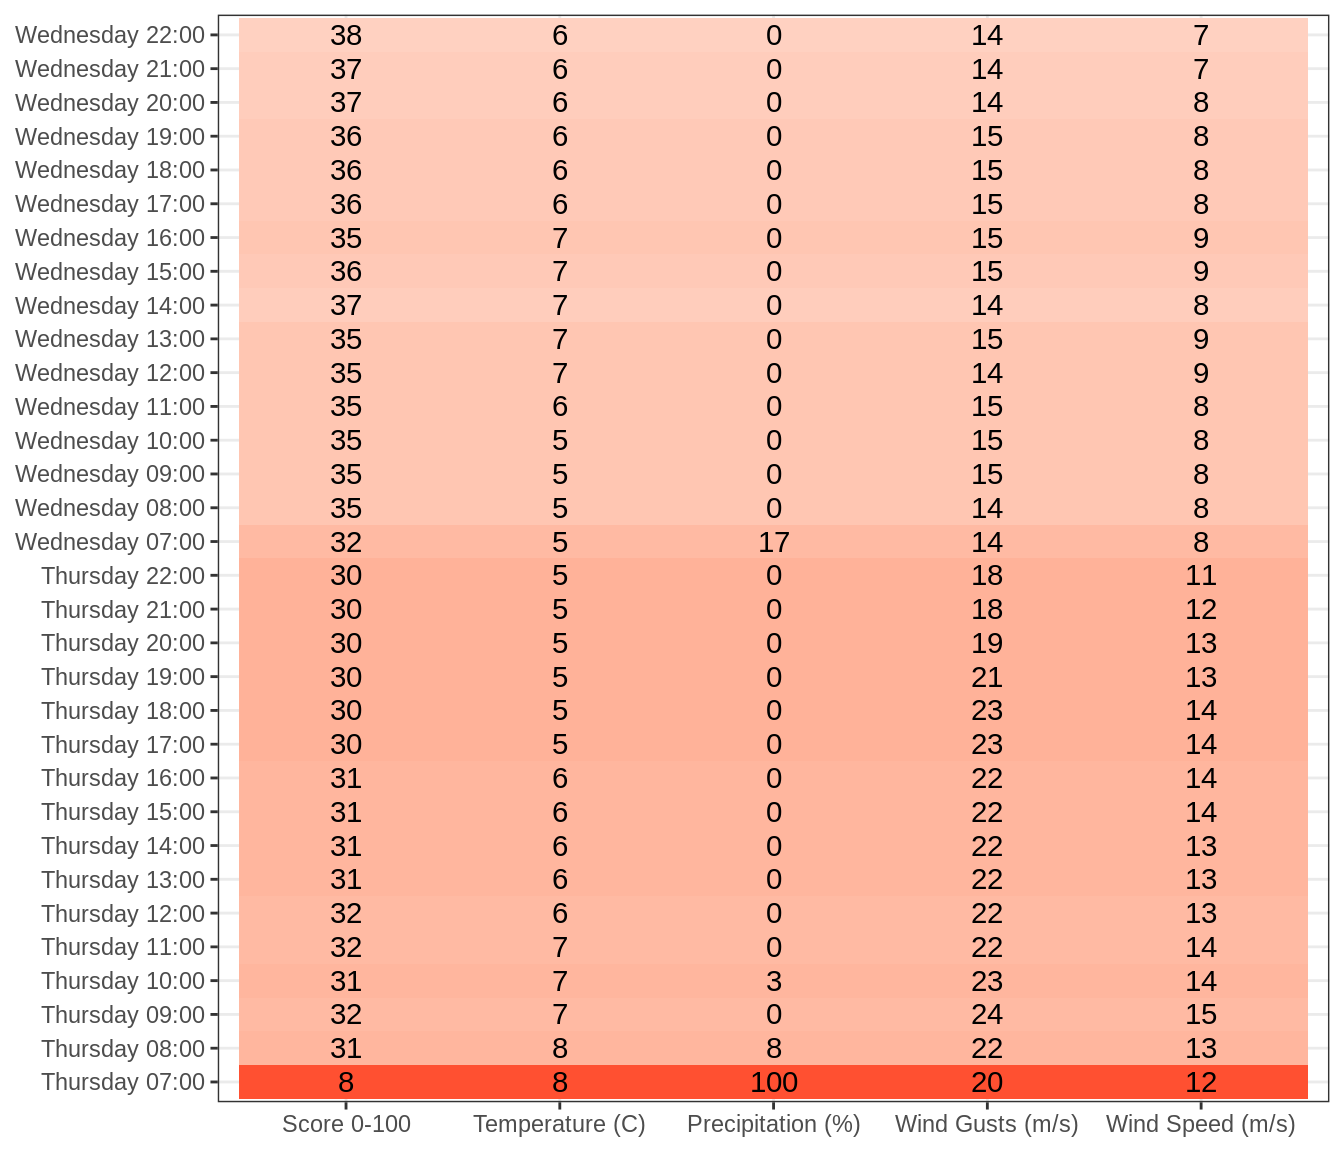 Wednesday 22:00 38 6 0 14 7
Wednesday 21:00 37 6 0 14 7
Wednesday 20:00 37 6 0 14 8
Wednesday 19:00 36 6 0 15 8
Wednesday 18:00 36 6 0 15 8
Wednesday 17:00 36 6 0 15 8
Wednesday 16:00 35 7 0 15 9
Wednesday 15:00 36 7 0 15 9
Wednesday 14:00 37 7 0 14 8
Wednesday 13:00 35 7 0 15 9
Wednesday 12:00 35 7 0 14 9
Wednesday 11:00 35 6 0 15 8
Wednesday 10:00 35 5 0 15 8
Wednesday 09:00 35 5 0 15 8
Wednesday 08:00 35 5 0 14 8
Wednesday 07:00 32 5 17 14 8
Thursday 22:00 30 5 0 18 11
Thursday 21:00 30 5 0 18 12
Thursday 20:00 30 5 0 19 13
Thursday 19:00 30 5 0 21 13
Thursday 18:00 30 5 0 23 14
Thursday 17:00 30 5 0 23 14
Thursday 16:00 31 6 0 22 14
Thursday 15:00 31 6 0 22 14
Thursday 14:00 31 6 0 22 13
Thursday 13:00 31 6 0 22 13
Thursday 12:00 32 6 0 22 13
Thursday 11:00 32 7 0 22 14
Thursday 10:00 31 7 3 23 14
Thursday 09:00 32 7 0 24 15
Thursday 08:00 31 8 8 22 13
Thursday 07:00 8 8 100 20 12
Score 0-100 Temperature (C) Precipitation (%) Wind Gusts (m/s) Wind Speed (m/s)